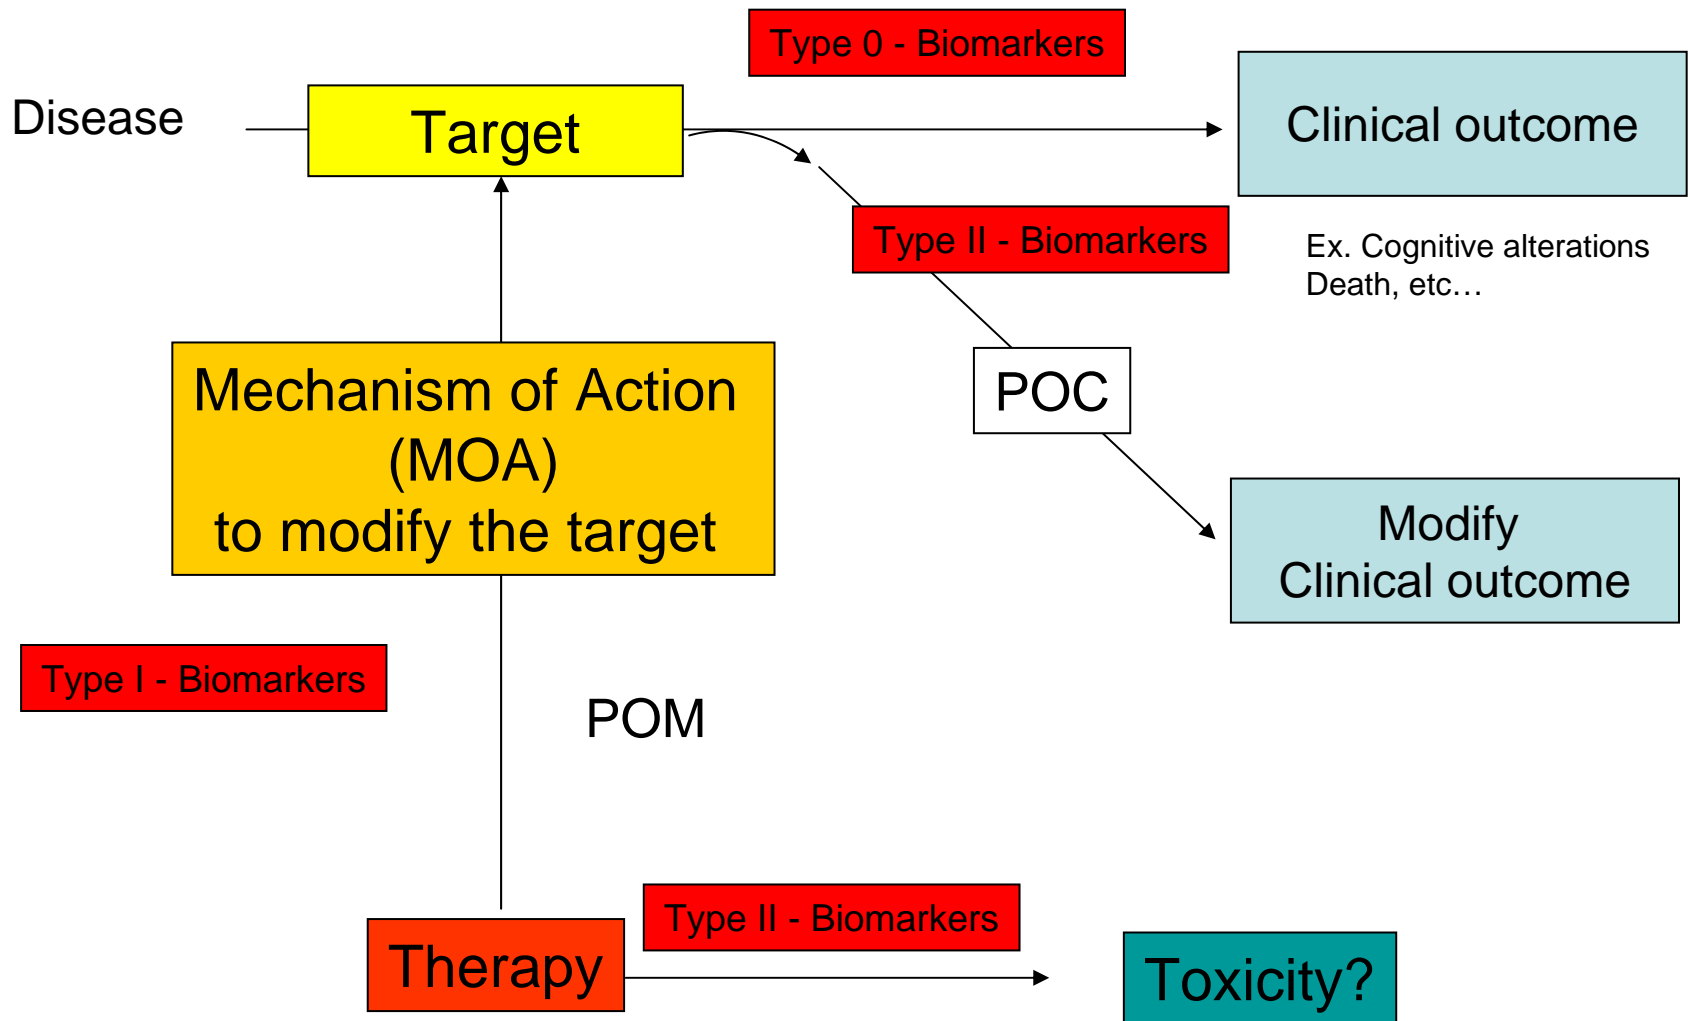 Type 0 - Biomarkers
Disease
Target
Clinical outcome
Type II - Biomarkers
Ex. Cognitive alterations
Death, etc…
Mechanism of Action
(MOA)
to modify the target
POC
Modify
Clinical outcome
Type I - Biomarkers
POM
Type II - Biomarkers
Therapy
Toxicity?